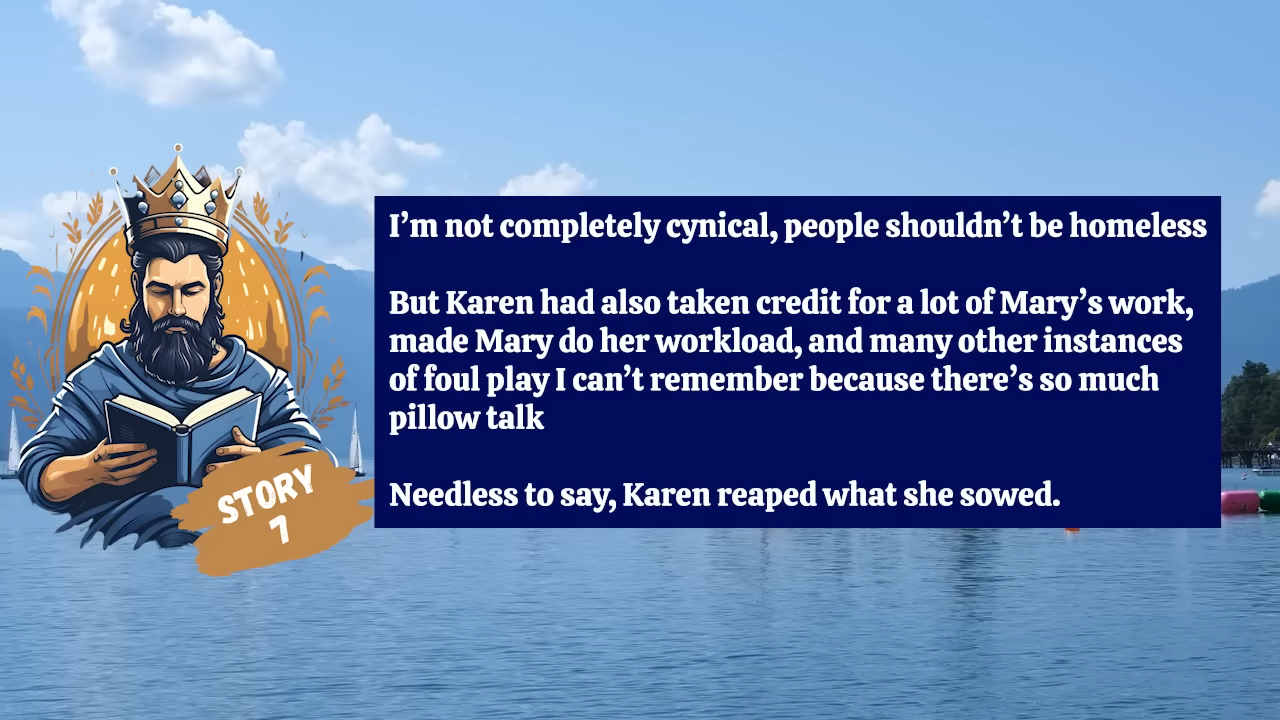 I'm not completely cynical, people shouldn't be homeless
But Karen had also taken credit for a lot of Mary's work,
made Mary do her workload, and many other instances
of foul play I can't remember because there's so much
pillow talk
Needless to say, Karen reaped what she sowed.
STORY
7